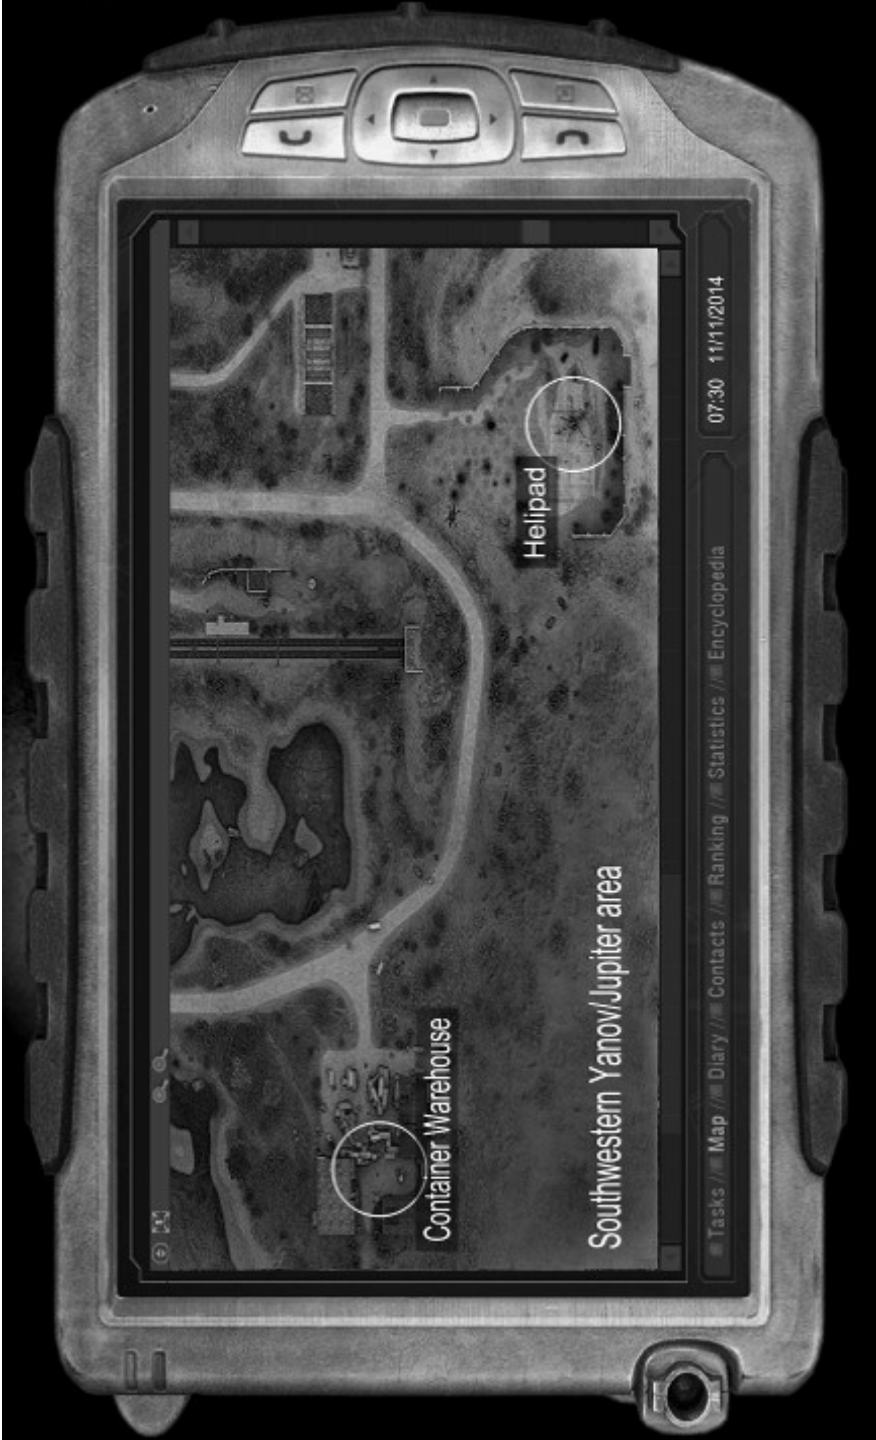 Helipad
Container Warehouse
Southwestern Yanov/Jupiter area
Tasks // Map // Diary // Contacts // Ranking // Statistics // Encyclopedia
07:30 11/11/2014